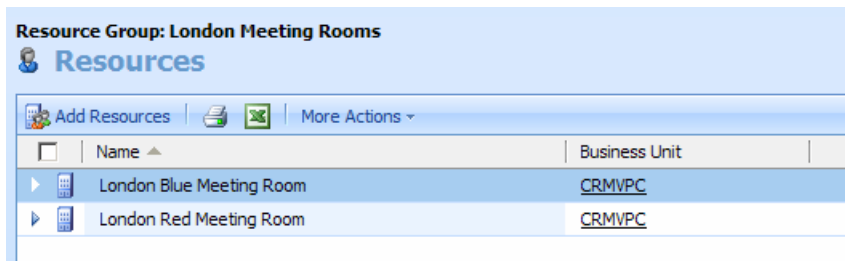 Resource Group: London Meeting Rooms
Resources
Add Resources More Actions
Name Business Unit
London Blue Meeting Room CRMVPC
London Red Meeting Room CRMVPC